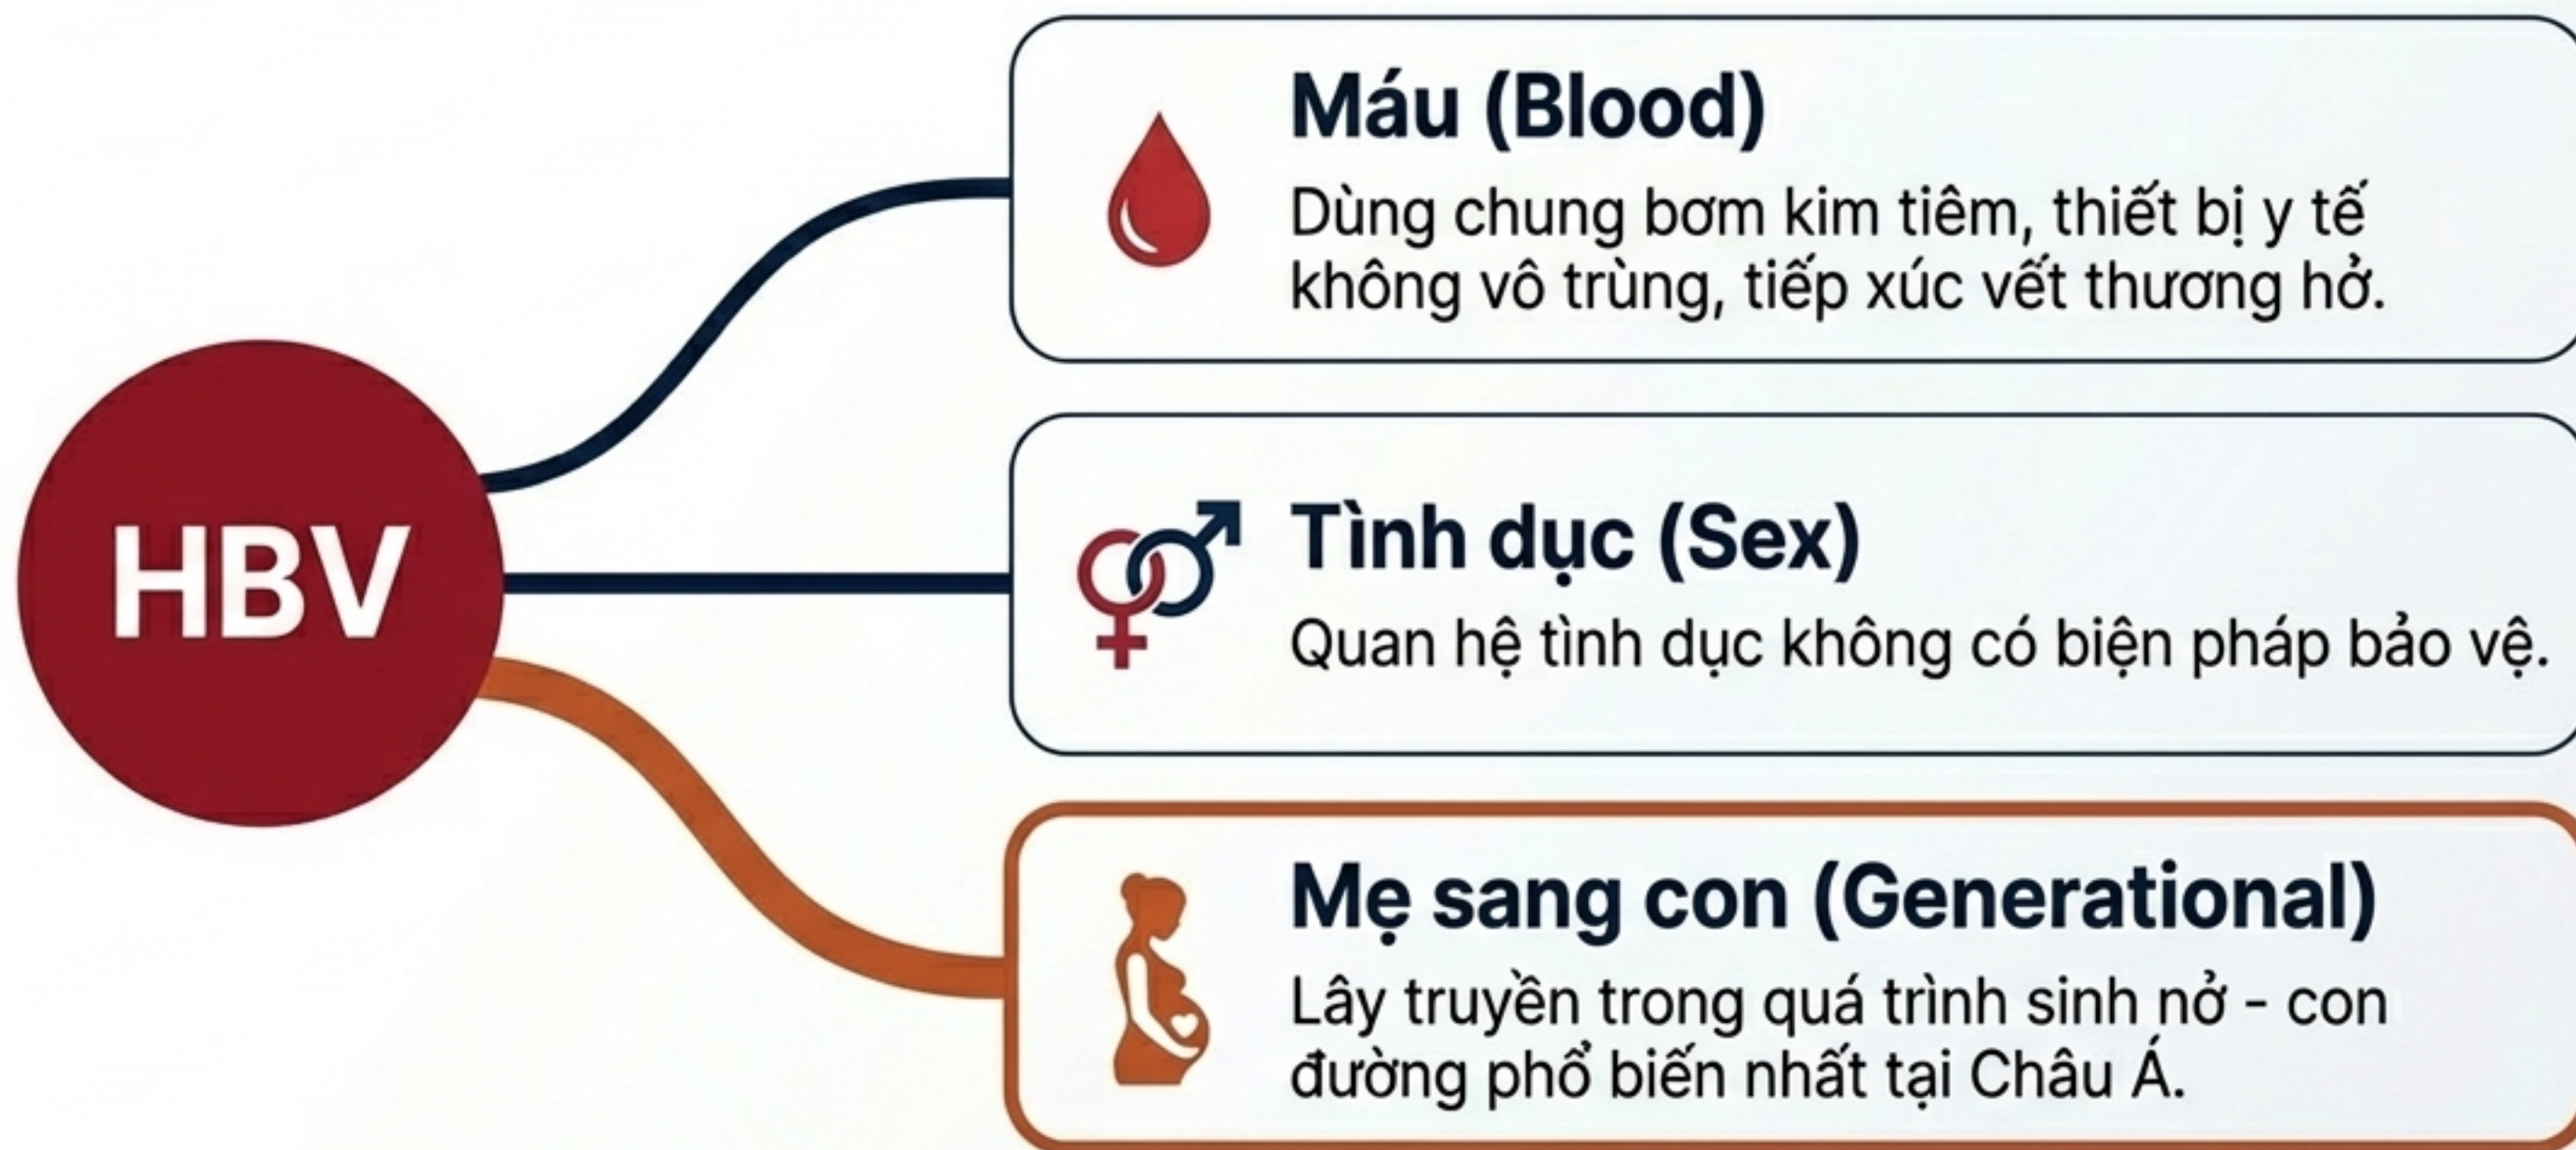 HBV
Máu (Blood)
Dùng chung bơm kim tiêm, thiết bị y tế
không vô trùng, tiếp xúc vết thương hở.
Tình dục (Sex)
Quan hệ tình dục không có biện pháp bảo vệ.
Mẹ sang con (Generational)
Lây truyền trong quá trình sinh nở - con
đường phổ biến nhất tại Châu Á.